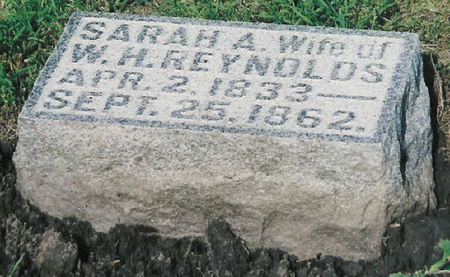 SARAH A. Wife of
W. H. REYNOLDS
APR. 2. 1833 —
SEPT. 25. 1862.